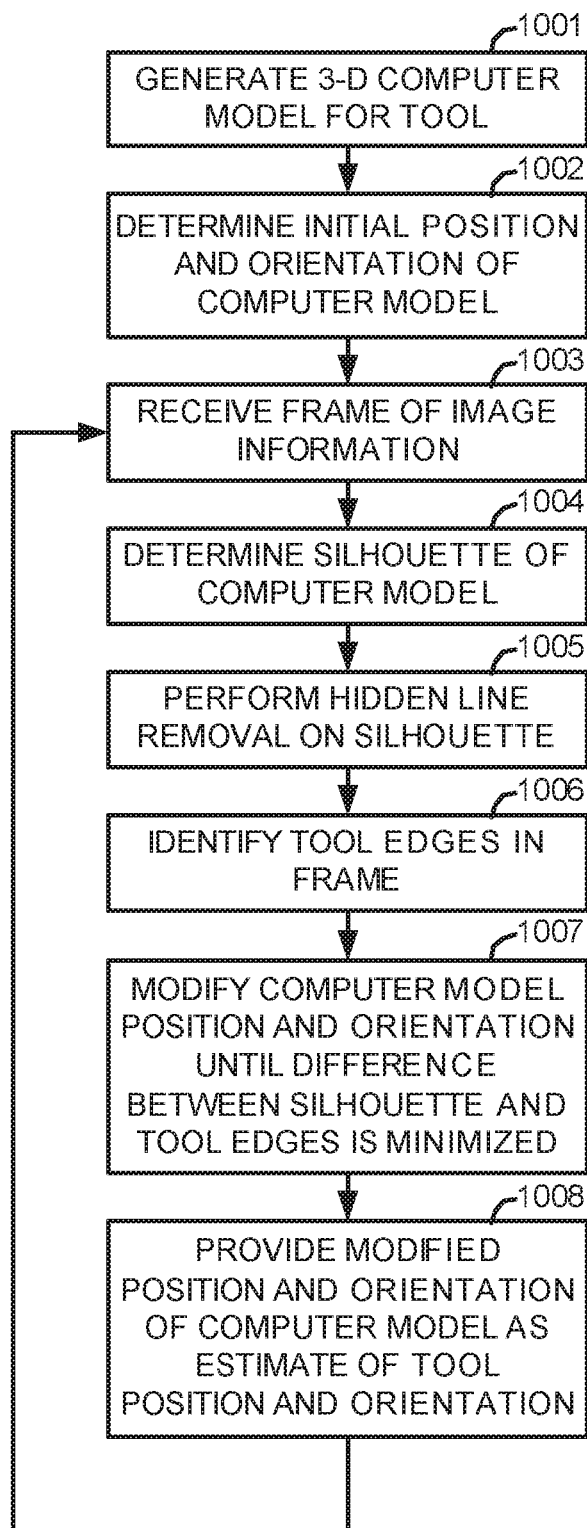 1001
GENERATE 3-D COMPUTER
MODEL FOR TOOL
1002
DETERMINE INITIAL POSITION
AND ORIENTATION OF
COMPUTER MODEL
1003
RECEIVE FRAME OF IMAGE
INFORMATION
1004
DETERMINE SILHOUETTE OF
COMPUTER MODEL
1005
PERFORM HIDDEN LINE
REMOVAL ON SILHOUETTE
1006
IDENTIFY TOOL EDGES IN
FRAME
1007
MODIFY COMPUTER MODEL
POSITION AND ORIENTATION
UNTIL DIFFERENCE
BETWEEN SILHOUETTE AND
TOOL EDGES IS MINIMIZED
1008
PROVIDE MODIFIED
POSITION AND ORIENTATION
OF COMPUTER MODEL AS
ESTIMATE OF TOOL
POSITION AND ORIENTATION